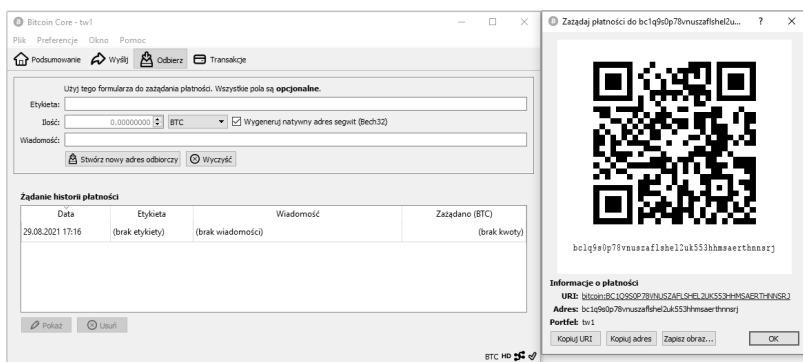 Bitcoin Core - tw1
Plik Preferencje Okno Pomoc
Podsumowanie Wyślij Odbierz Transakcje
Użyj tego formularza do zażądania płatności. Wszystkie pola są opcjonalne.
Etykieta:
Ilość: 0.00000000 BTC Wygeneruj natywny adres segwit (Bech32)
Wiadomość:
Stwórz nowy adres odbiorczy Wyczyść
Żądanie historii płatności
Data Etykieta Wiadomość Zażądano (BTC)
29.08.2021 17:16 (brak etykiety) (brak wiadomości) (brak kwoty)
Pokaż Usuń
BTC HD
Zażądaj płatności do bc1q9s0p78vnuszaflshel2u... ?
bc1q9s0p78vnuszaflshel2uk553hhmsaerthnnsrj
Informacje o płatności
URI: bitcoin:BC1Q9S0P78VNUSZAFLSHEL2UK553HHMSAERTHNNSRJ
Adres: bc1q9s0p78vnuszaflshel2uk553hhmsaerthnnsrj
Portfel: tw1
Kopiuj URI Kopiuj adres Zapisz obraz... OK